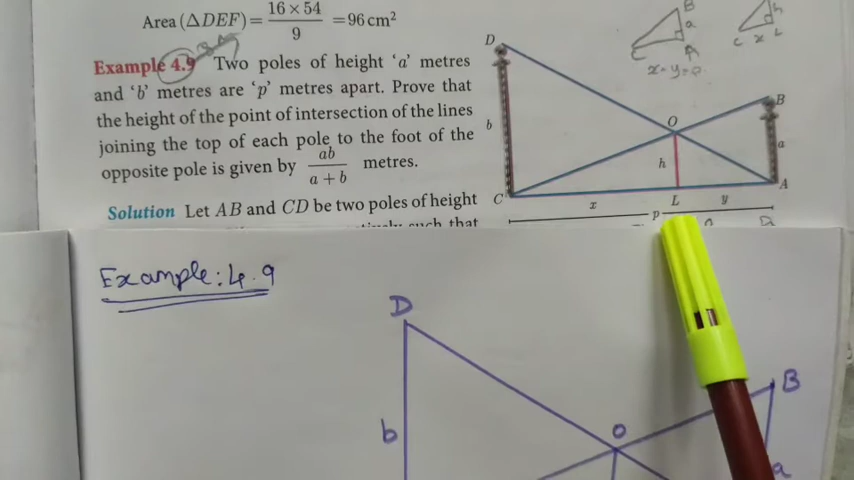 Area (ΔDEF) = 16 × 54 / 9 = 96 cm²
Example 4.9 Two poles of height ‘a’ metres
and ‘b’ metres are ‘p’ metres apart. Prove that
the height of the point of intersection of the lines
joining the top of each pole to the foot of the
opposite pole is given by ab / a + b metres.
Solution Let AB and CD be two poles of height
such that
D
b
C
O
h
x
L
y
p
B
a
A
B
a
C
A
x+y=p
h
C x L
Example: 4.9
D
b
O
B
a